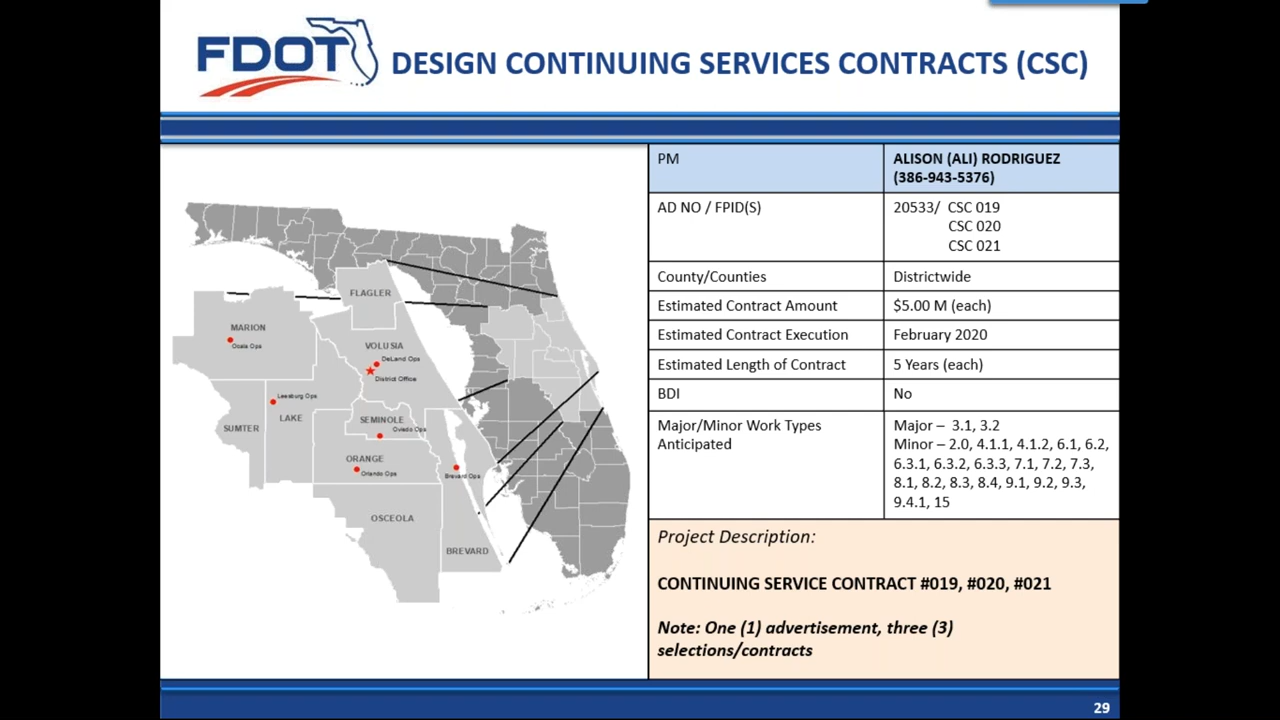 FDOT
DESIGN CONTINUING SERVICES CONTRACTS (CSC)
FLAGLER
MARION
Ocala Ops
VOLUSIA
DeLand Ops
District Office
Leesburg Ops
LAKE
SUMTER
SEMINOLE
Oviedo Ops
ORANGE
Orlando Ops
Brevard Ops
OSCEOLA
BREVARD
PM
ALISON (ALI) RODRIGUEZ
(386-943-5376)
AD NO / FPID(S)
20533/ CSC 019
CSC 020
CSC 021
County/Counties
Districtwide
Estimated Contract Amount
$5.00 M (each)
Estimated Contract Execution
February 2020
Estimated Length of Contract
5 Years (each)
BDI
No
Major/Minor Work Types
Anticipated
Major – 3.1, 3.2
Minor – 2.0, 4.1.1, 4.1.2, 6.1, 6.2,
6.3.1, 6.3.2, 6.3.3, 7.1, 7.2, 7.3,
8.1, 8.2, 8.3, 8.4, 9.1, 9.2, 9.3,
9.4.1, 15
Project Description:
CONTINUING SERVICE CONTRACT #019, #020, #021
Note: One (1) advertisement, three (3)
selections/contracts
29